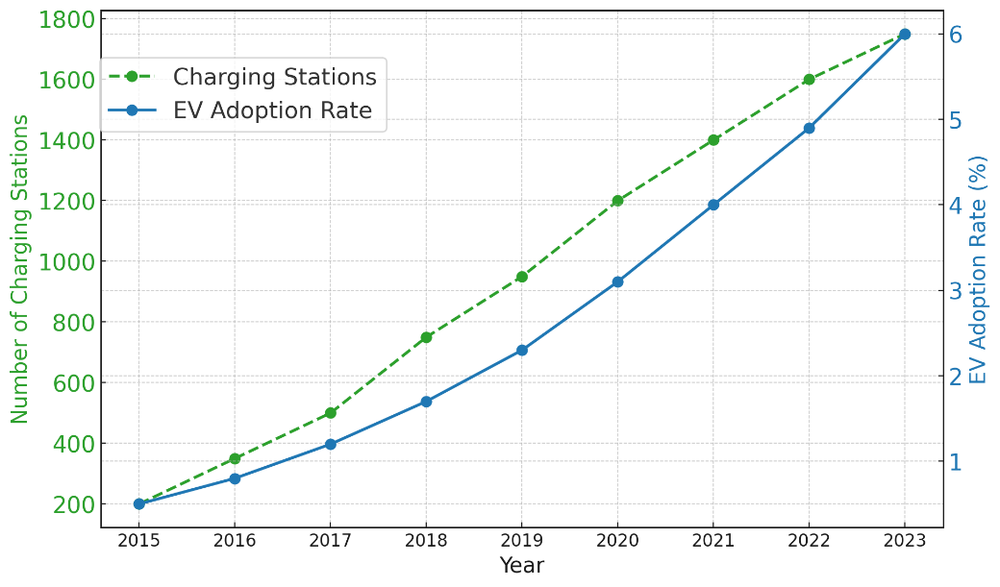 Number of Charging Stations
1800
1600
1400
1200
1000
800
600
400
200
Charging Stations
EV Adoption Rate
6
5
4
3
2
1
EV Adoption Rate (%)
2015 2016 2017 2018 2019 2020 2021 2022 2023
Year